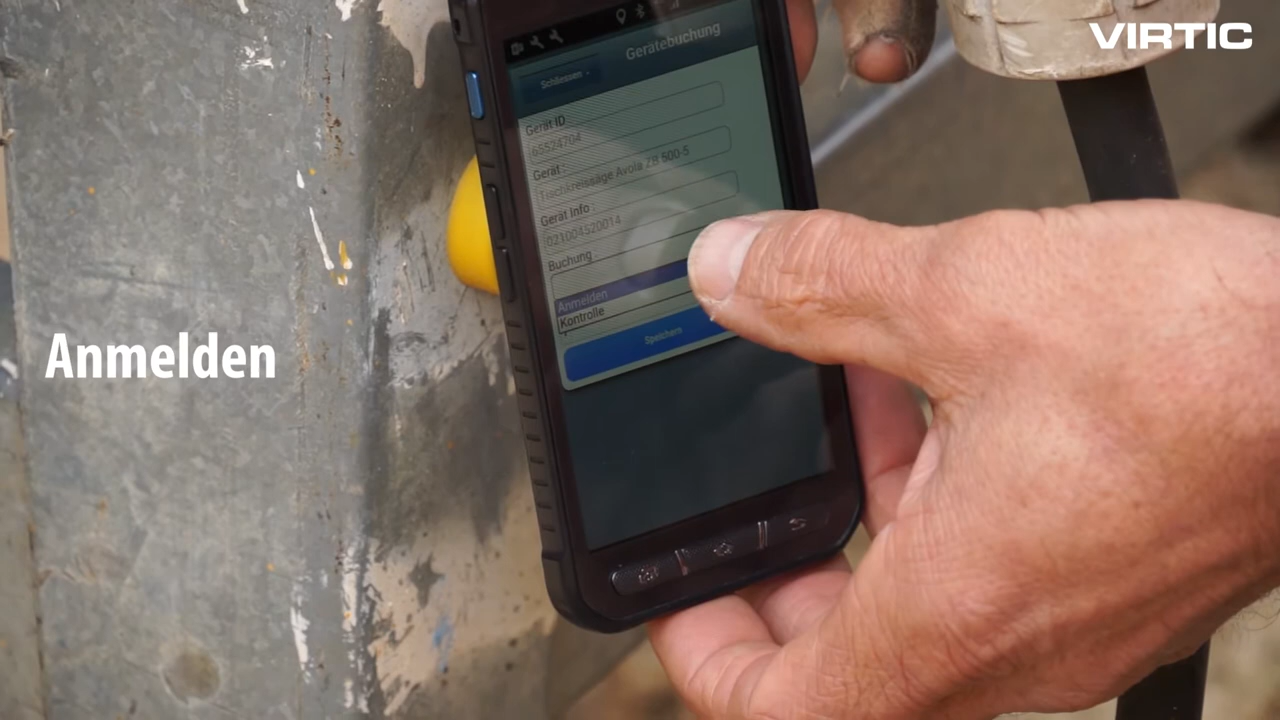 VIRTIC
Gerätebuchung
Schliessen
Gerät ID
65524704
Gerät :
Tischkreissäge Avola ZB 500-5
Gerät Info :
021004520014
Buchung
Anmelden
Kontrolle
Speichern
Anmelden